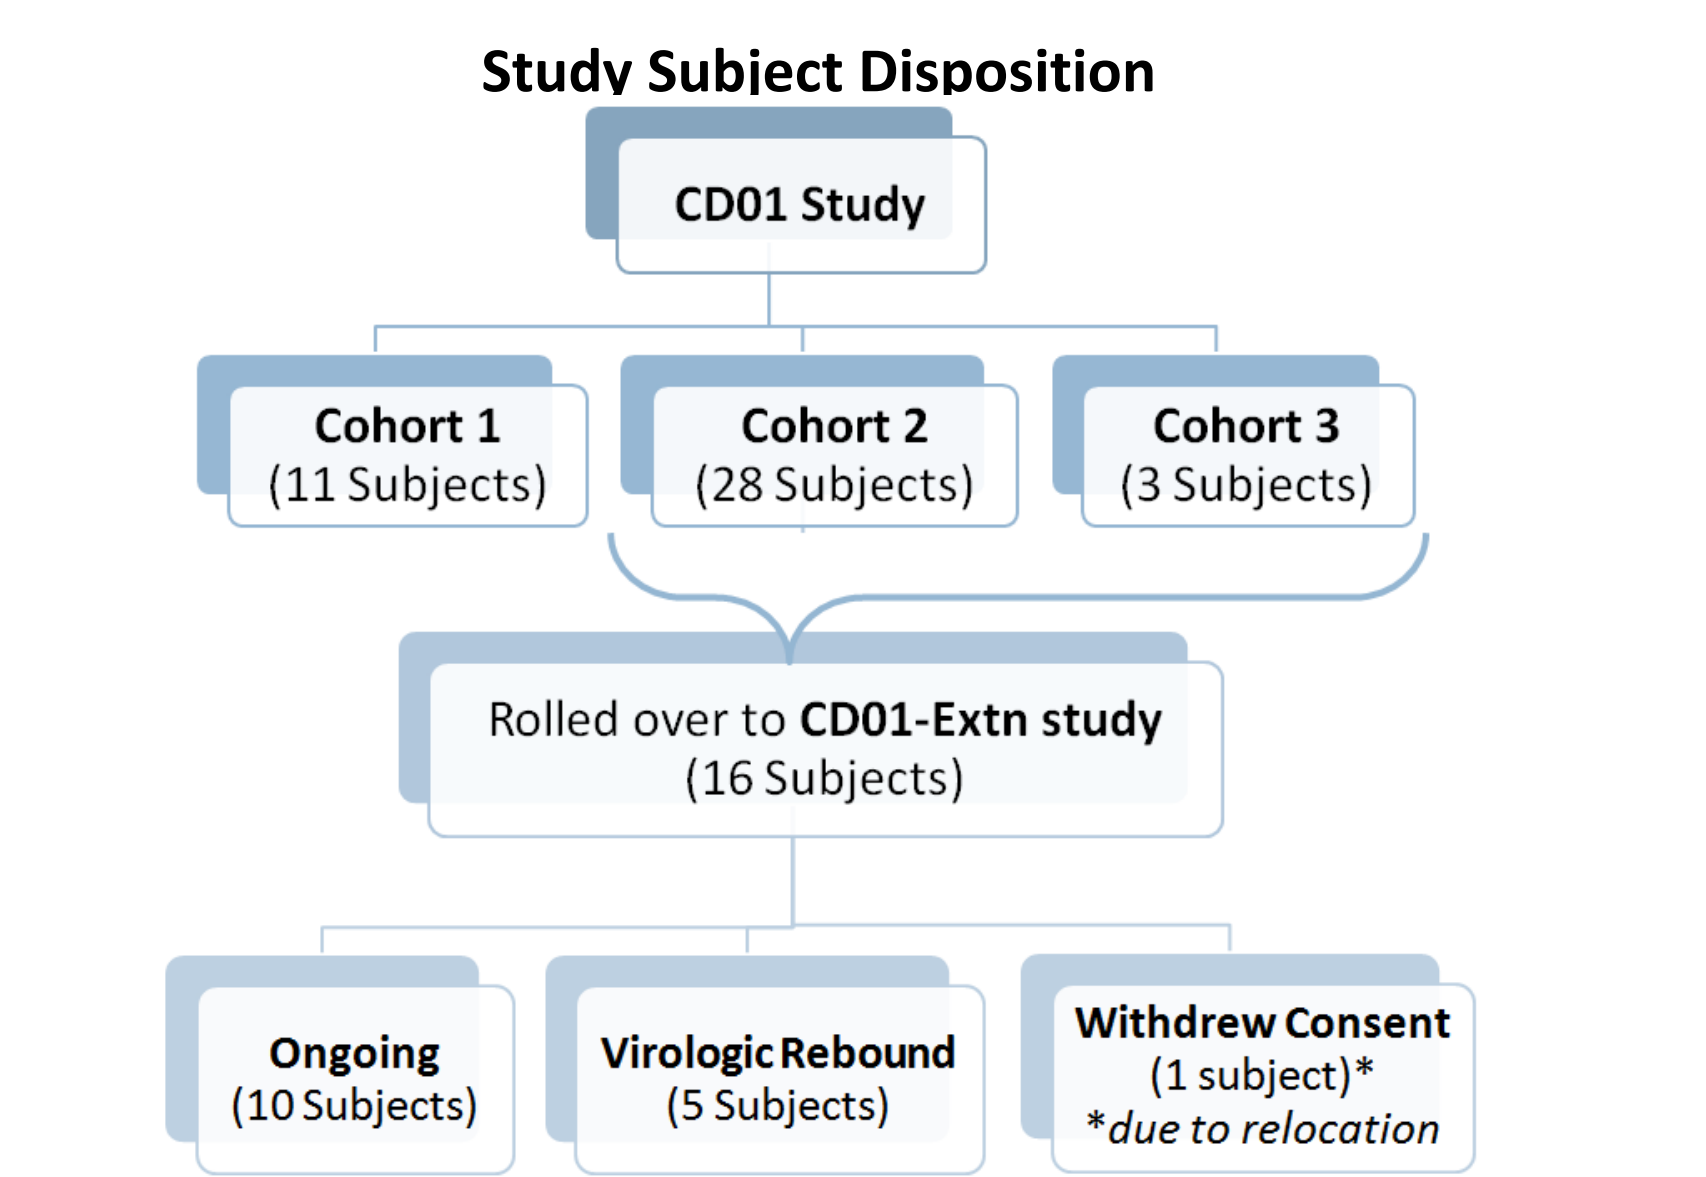 Study Subject Disposition
CD01 Study
Cohort 1
(11 Subjects)
Cohort 2
(28 Subjects)
Cohort 3
(3 Subjects)
Rolled over to CD01-Extn study
(16 Subjects)
Ongoing
(10 Subjects)
Virologic Rebound
(5 Subjects)
Withdrew Consent
(1 subject)*
*due to relocation